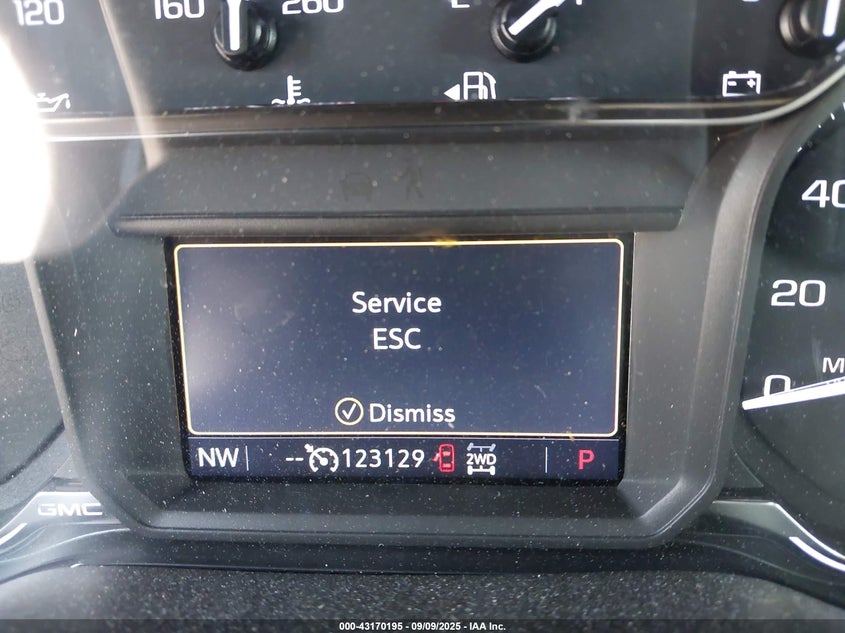 120 160 260 E F
40
20
0
Service
ESC
Dismiss
NW -- 123129 2WD P
GMC
000-43170195 - 09/09/2025 - IAA Inc.